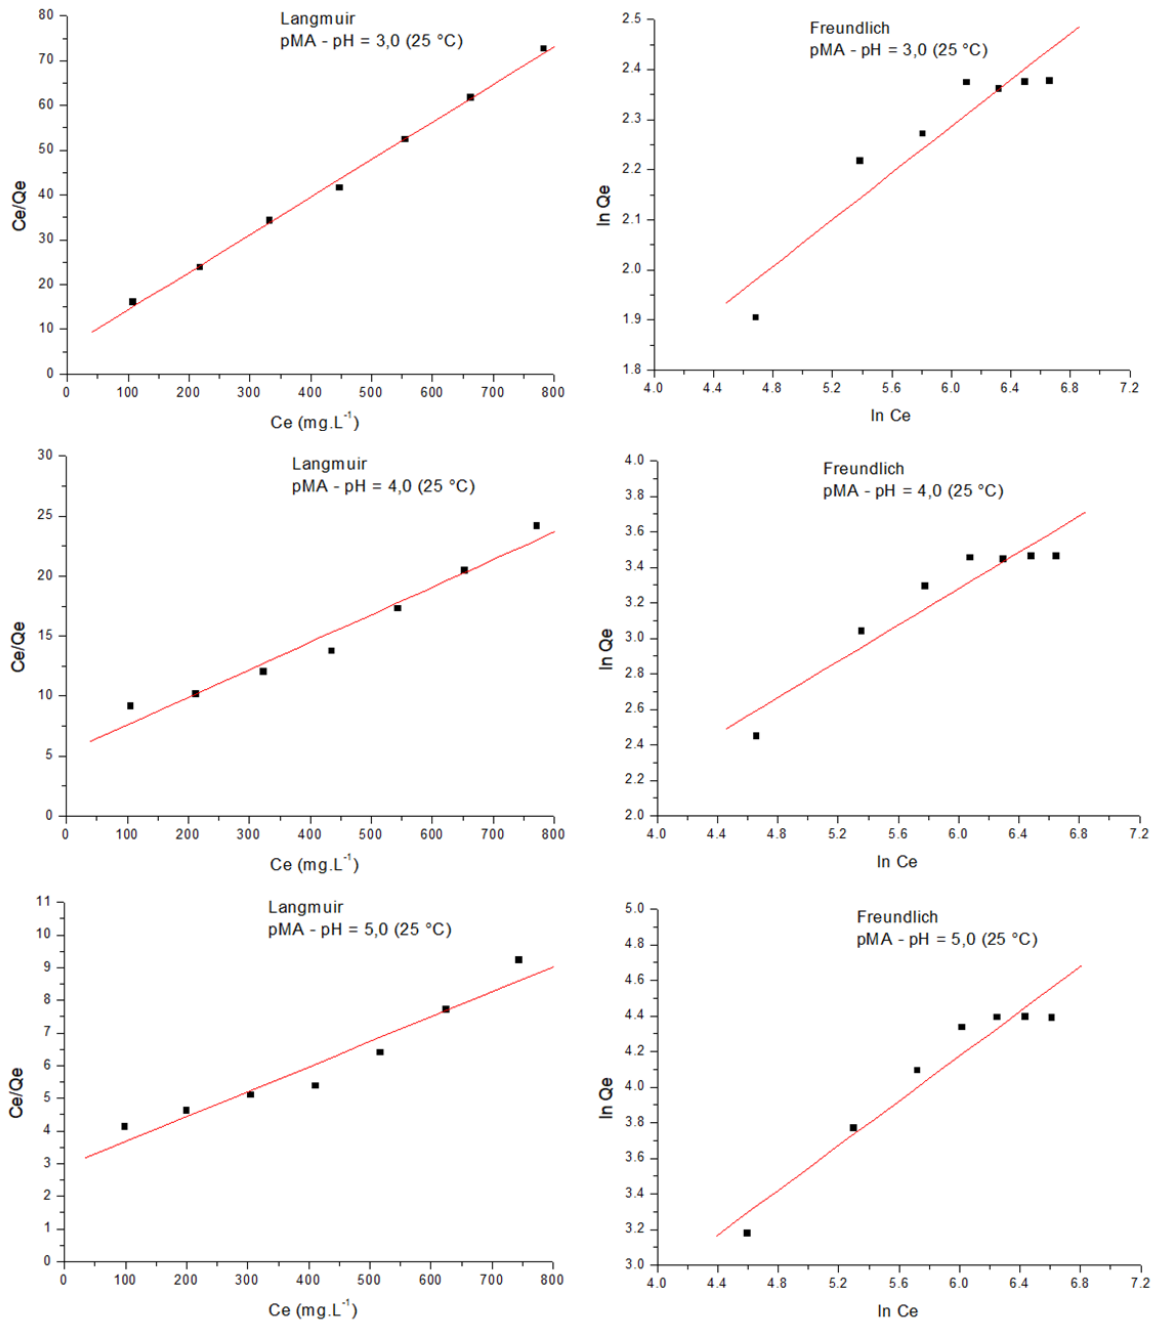 Langmuir
pMA - pH = 3,0 (25 °C)
80
70
60
50
40
30
20
10
0
Ce/Qe
0 100 200 300 400 500 600 700 800
Ce (mg.L-1)
Freundlich
pMA - pH = 3,0 (25 °C)
2.5
2.4
2.3
2.2
2.1
2.0
1.9
1.8
ln Qe
4.0 4.4 4.8 5.2 5.6 6.0 6.4 6.8 7.2
ln Ce
Langmuir
pMA - pH = 4,0 (25 °C)
30
25
20
15
10
5
0
Ce/Qe
0 100 200 300 400 500 600 700 800
Ce (mg.L-1)
Freundlich
pMA - pH = 4,0 (25 °C)
4.0
3.8
3.6
3.4
3.2
3.0
2.8
2.6
2.4
2.2
2.0
ln Qe
4.0 4.4 4.8 5.2 5.6 6.0 6.4 6.8 7.2
ln Ce
Langmuir
pMA - pH = 5,0 (25 °C)
11
10
9
8
7
6
5
4
3
2
1
0
Ce/Qe
0 100 200 300 400 500 600 700 800
Ce (mg.L-1)
Freundlich
pMA - pH = 5,0 (25 °C)
5.0
4.8
4.6
4.4
4.2
4.0
3.8
3.6
3.4
3.2
3.0
ln Qe
4.0 4.4 4.8 5.2 5.6 6.0 6.4 6.8 7.2
ln Ce